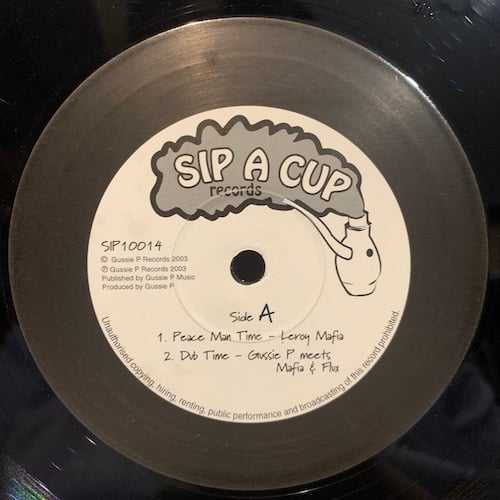 SIP A CUP
records
SIP10014
© Gussie P Records 2003
℗ Gussie P Records 2003
Published by Gussie P Music
Produced by Gussie P
Side A
1. Peace Man Time - Leroy Mafia
2. Dub Time - Gussie P meets
Mafia & Flux
Unauthorised copying, hiring, renting, public performance and broadcasting of this record prohibited.